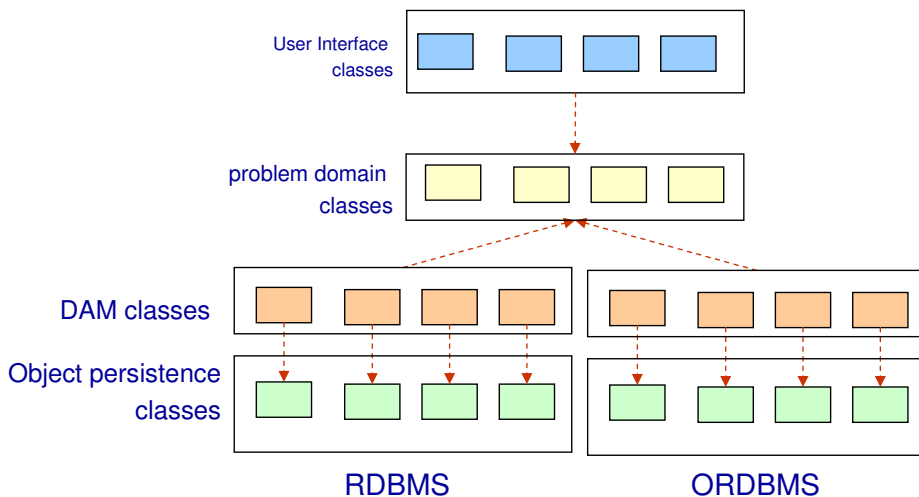 User Interface
classes
problem domain
classes
DAM classes
Object persistence
classes
RDBMS
ORDBMS